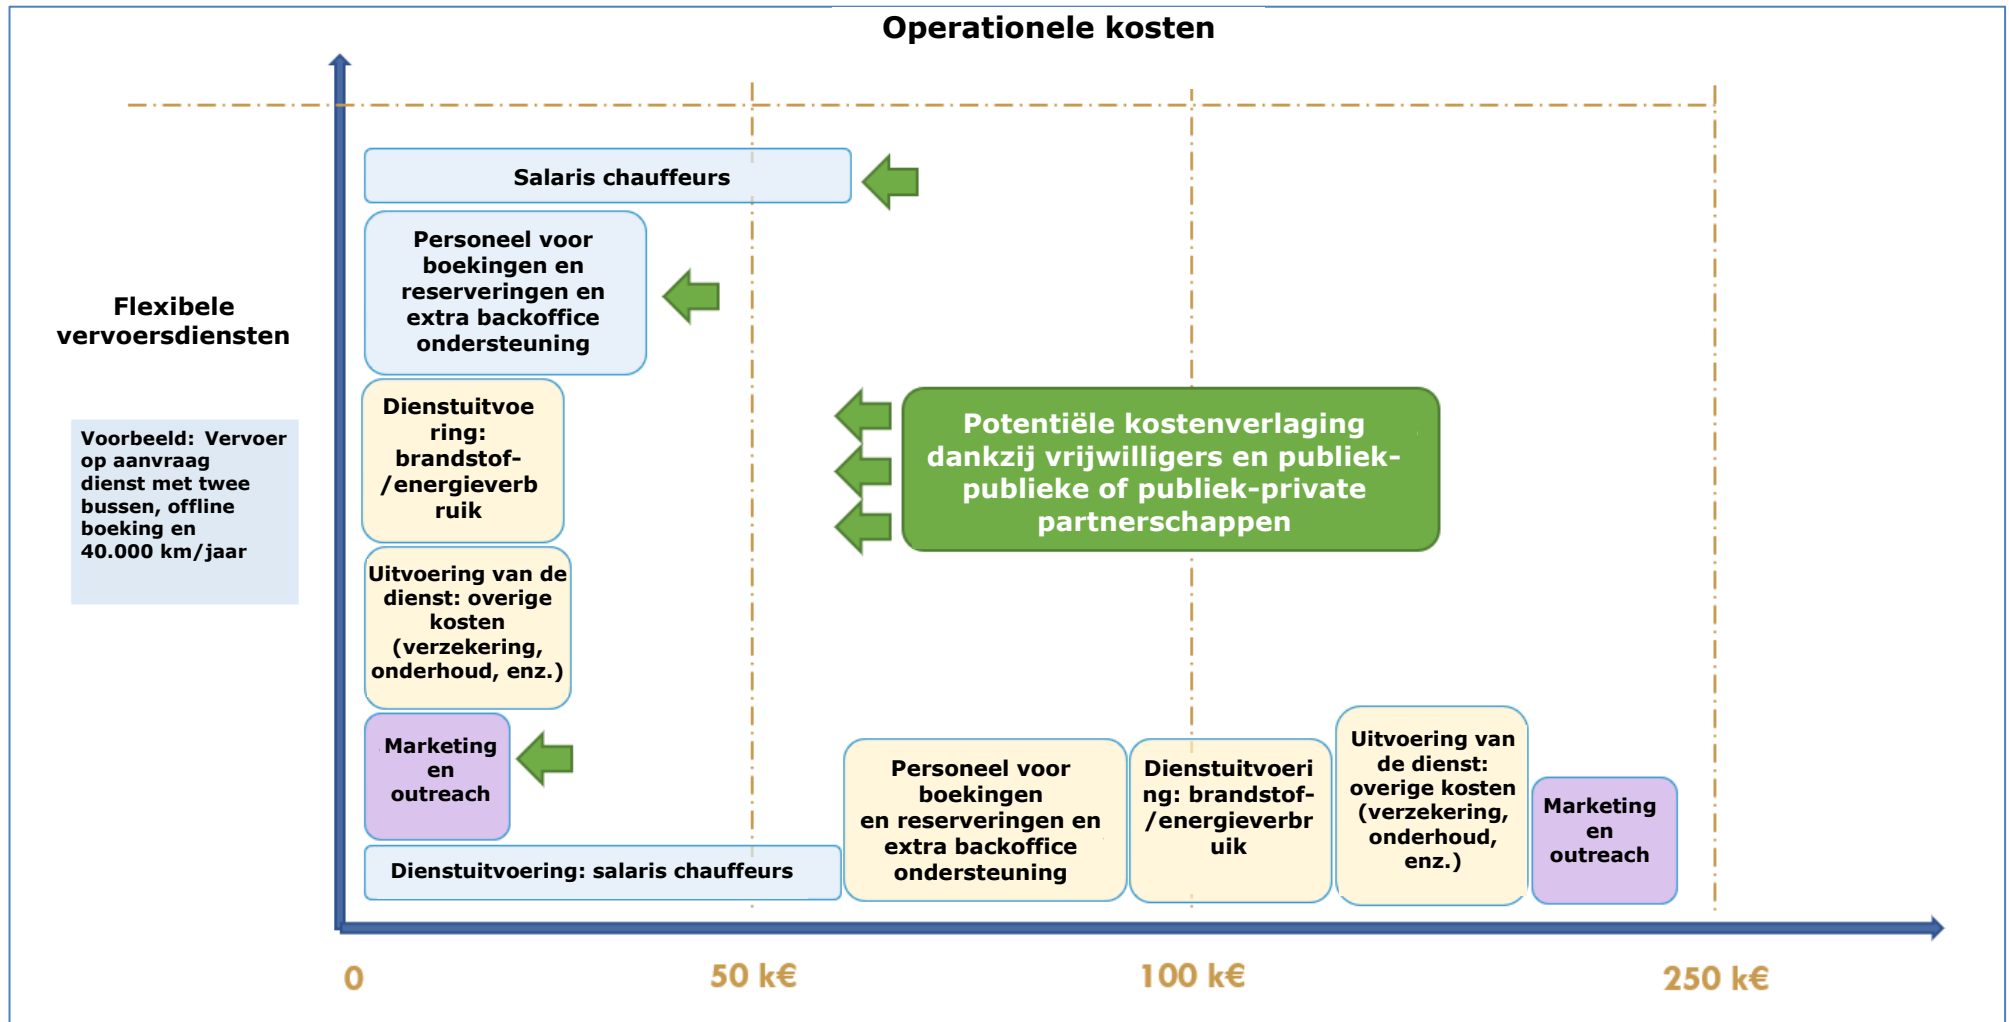 Operationele kosten
Salaris chauffeurs
Personeel voor
boekingen en
reserveringen en
extra backoffice
ondersteuning
Flexibele
vervoersdiensten
Voorbeeld: Vervoer
op aanvraag
dienst met twee
bussen, offline
boeking en
40.000 km/jaar
Dienstuitvoe
ring:
brandstof-
/energieverb
ruik
Potentiële kostenverlaging
dankzij vrijwilligers en publiek-
publieke of publiek-private
partnerschappen
Uitvoering van de
dienst: overige
kosten
(verzekering,
onderhoud, enz.)
Marketing
en
outreach
Dienstuitvoering: salaris chauffeurs
Personeel voor
boekingen
en reserveringen en
extra backoffice
ondersteuning
Dienstuitvoeri
ng: brandstof-
/energieverbr
uik
Uitvoering van
de dienst:
overige kosten
(verzekering,
onderhoud,
enz.)
Marketing
en
outreach
0
50 k€
100 k€
250 k€